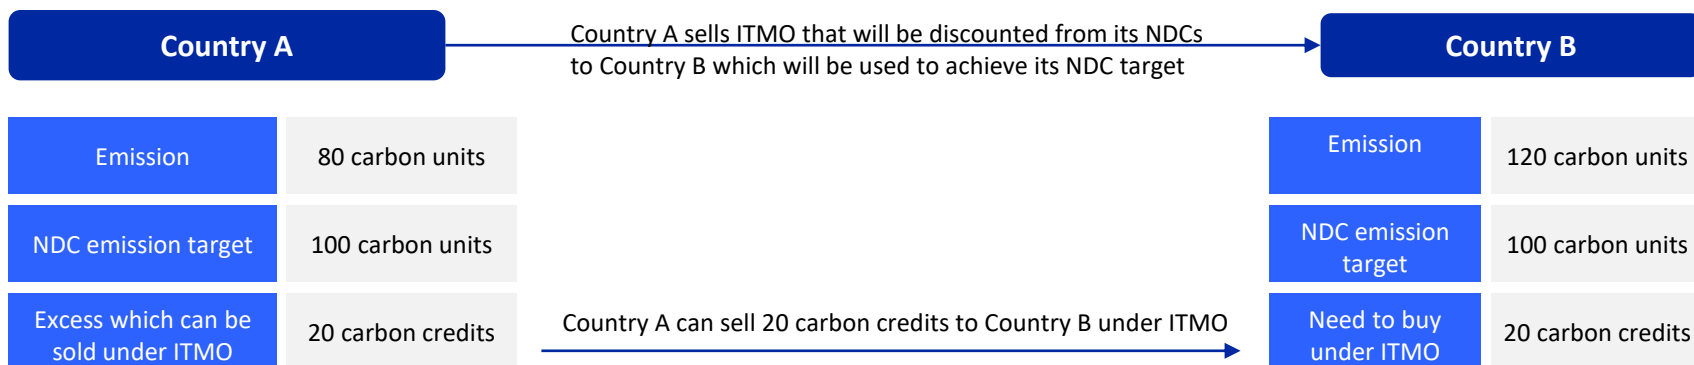 Country A
Country A sells ITMO that will be discounted from its NDCs
to Country B which will be used to achieve its NDC target
Country B
Emission
80 carbon units
Emission
120 carbon units
NDC emission target
100 carbon units
NDC emission
target
100 carbon units
Excess which can be
sold under ITMO
20 carbon credits
Country A can sell 20 carbon credits to Country B under ITMO
Need to buy
under ITMO
20 carbon credits